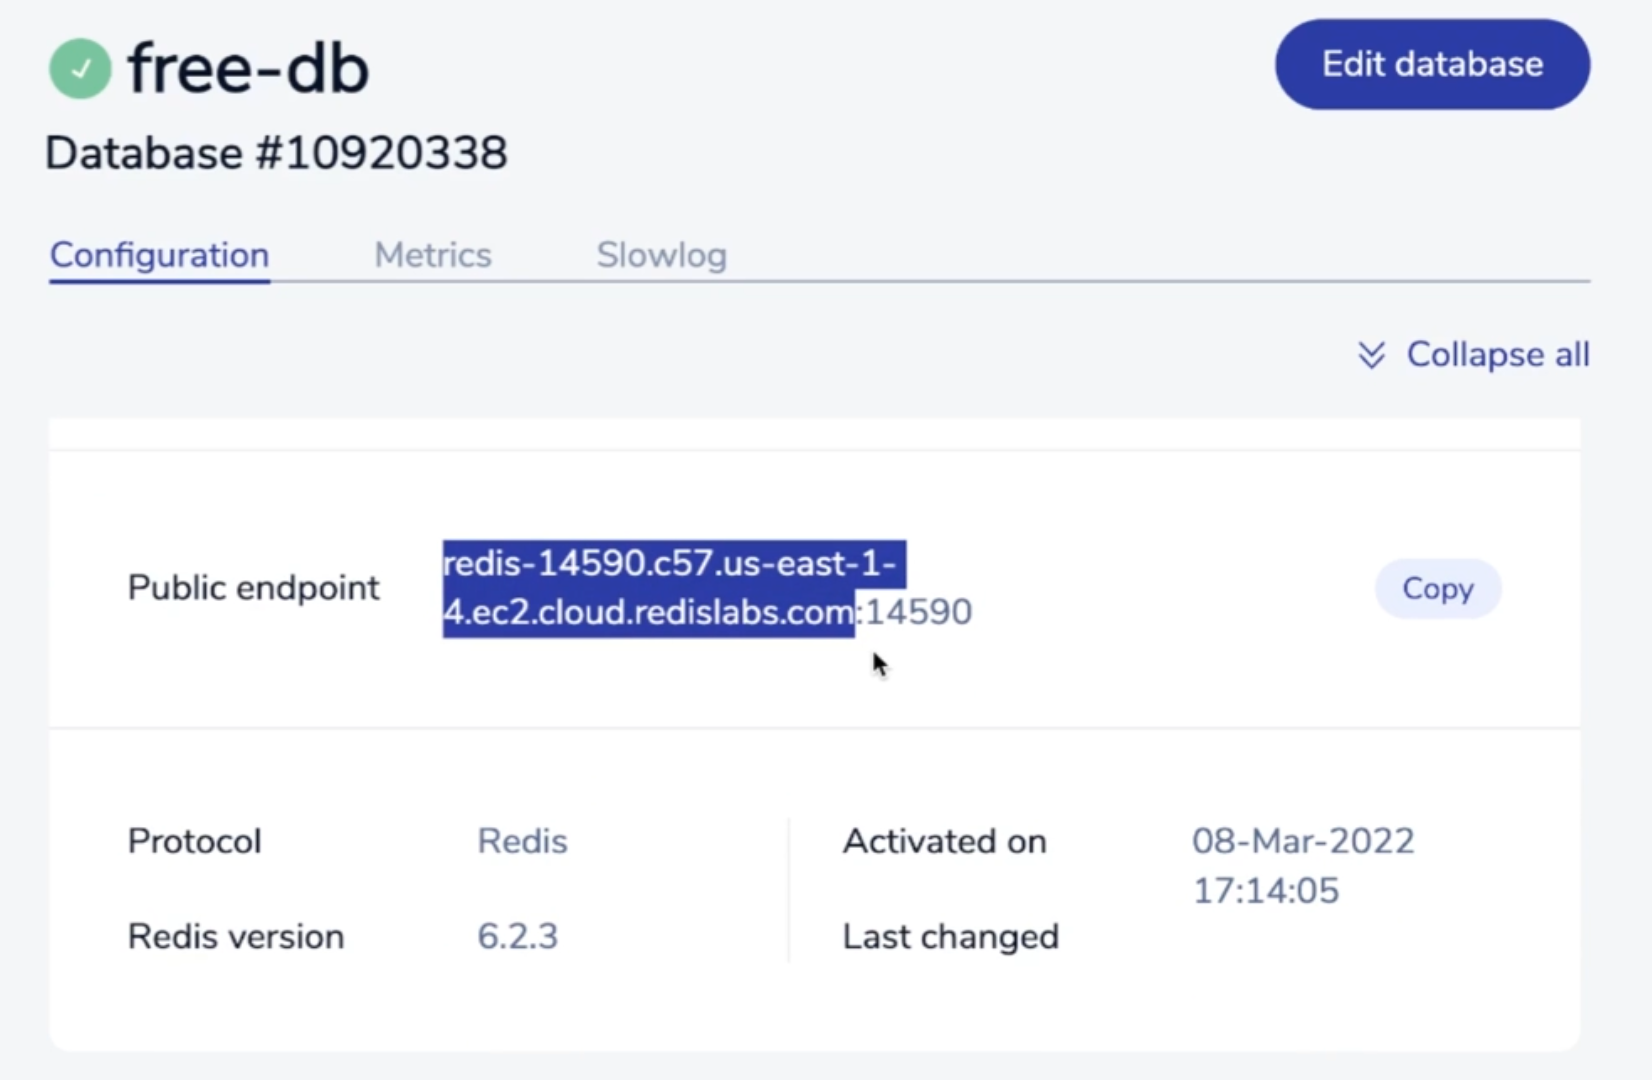 free-db
Edit database
Database #10920338
Configuration
Metrics
Slowlog
Collapse all
Public endpoint
redis-14590.c57.us-east-1-
4.ec2.cloud.redislabs.com:14590
Copy
Protocol
Redis
Activated on
08-Mar-2022
17:14:05
Redis version
6.2.3
Last changed